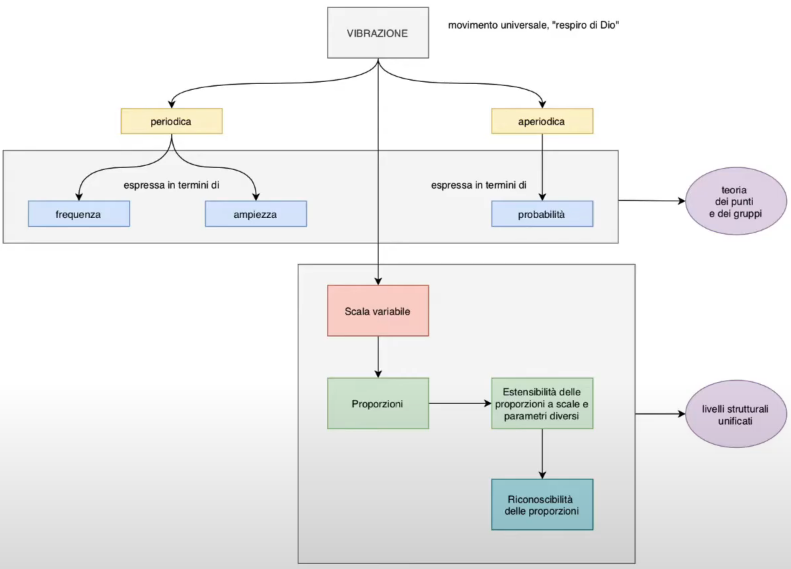 VIBRAZIONE
movimento universale, "respiro di Dio"
periodica
aperiodica
espressa in termini di
espressa in termini di
frequenza
ampiezza
probabilità
teoria
dei punti
e dei gruppi
Scala variabile
Proporzioni
Estensibilità delle
proporzioni a scale e
parametri diversi
livelli strutturali
unificati
Riconoscibilità
delle proporzioni